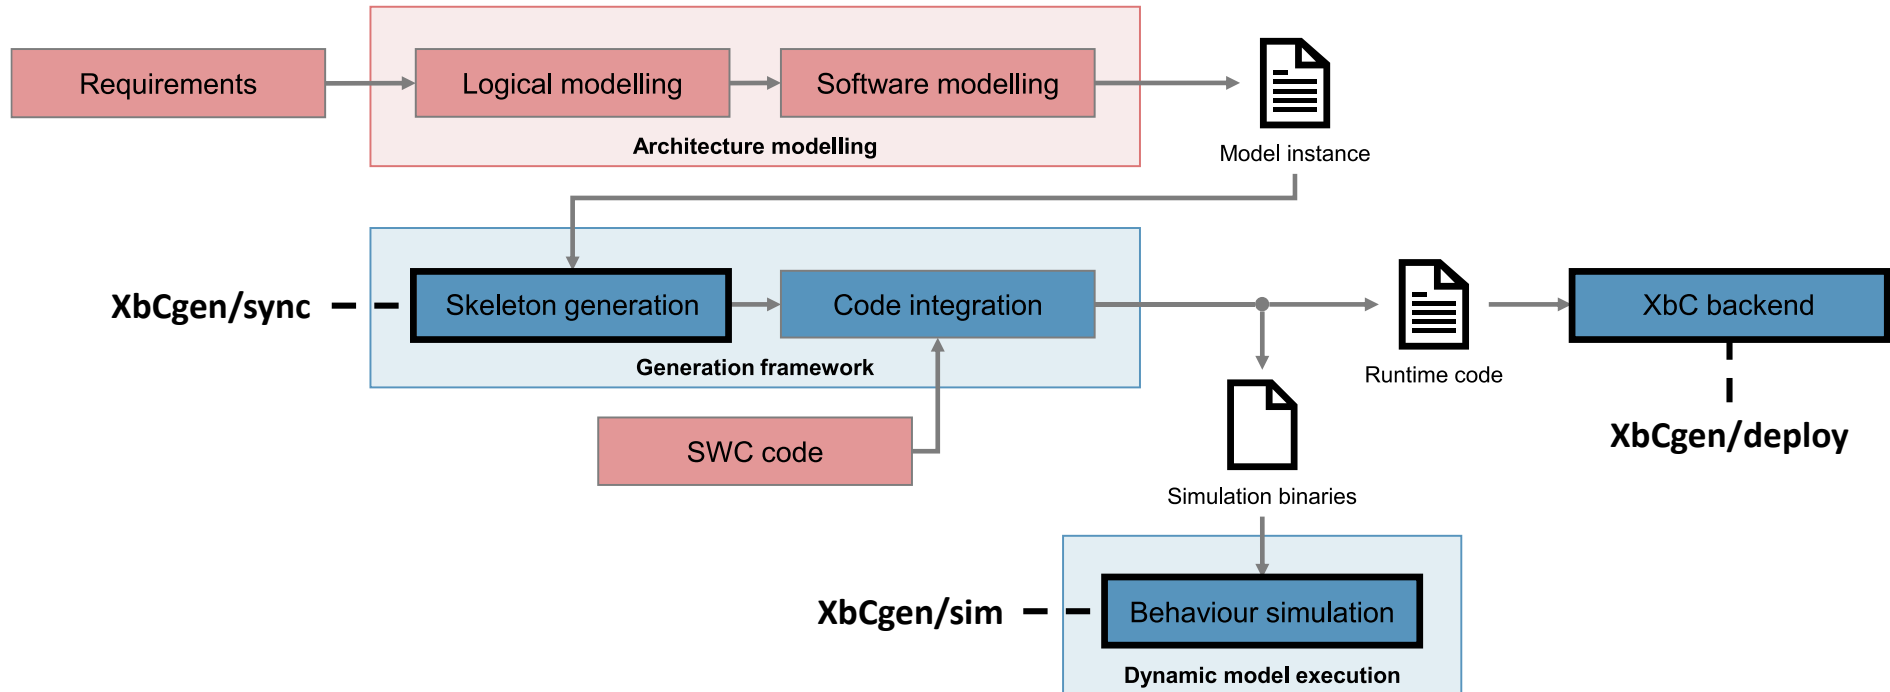 Requirements
Logical modelling
Software modelling
Architecture modelling
Model instance
XbCgen/sync
Skeleton generation
Code integration
Generation framework
Runtime code
XbC backend
XbCgen/deploy
SWC code
Simulation binaries
XbCgen/sim
Behaviour simulation
Dynamic model execution